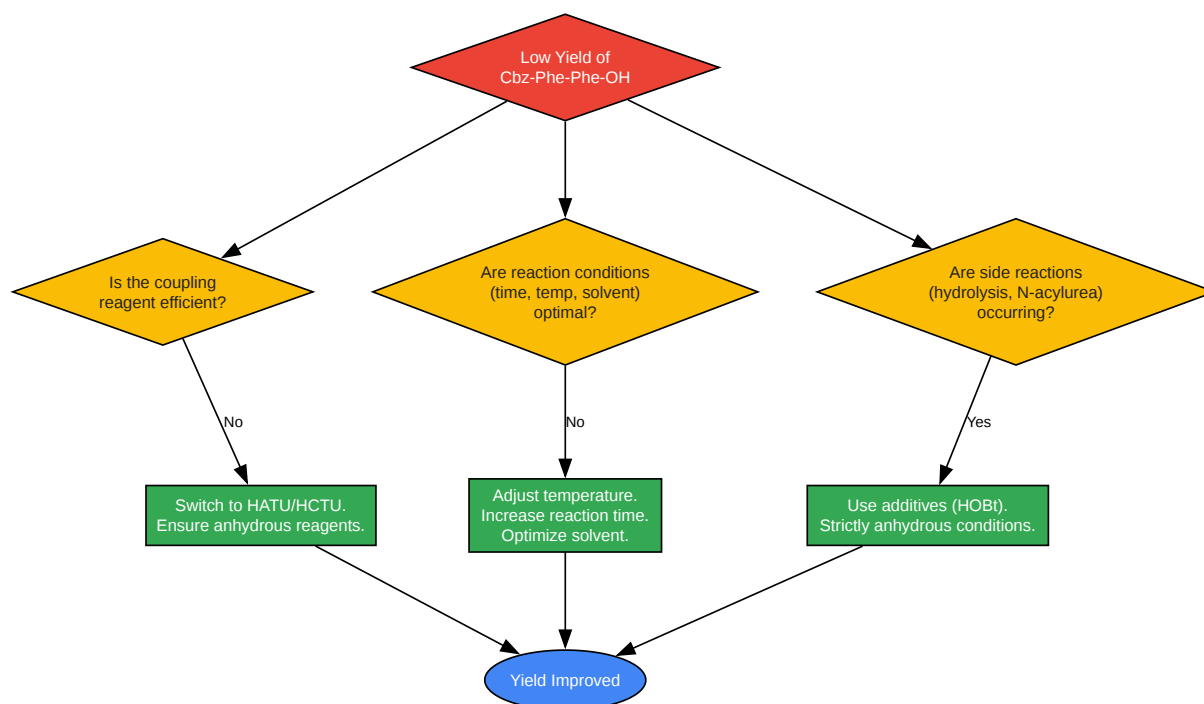 Low Yield of
Cbz-Phe-Phe-OH
Is the coupling
reagent efficient?
Are reaction conditions
(time, temp, solvent)
optimal?
Are side reactions
(hydrolysis, N-acylurea)
occurring?
No
No
Yes
Switch to HATU/HCTU.
Ensure anhydrous reagents.
Adjust temperature.
Increase reaction time.
Optimize solvent.
Use additives (HOBt).
Strictly anhydrous conditions.
Yield Improved